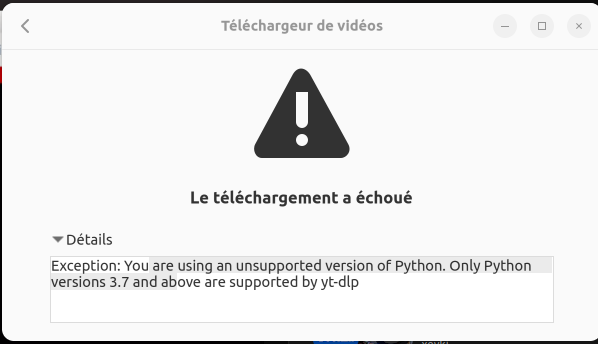 Téléchargeur de vidéos
Le téléchargement a échoué
Détails
Exception: You are using an unsupported version of Python. Only Python
versions 3.7 and above are supported by yt-dlp